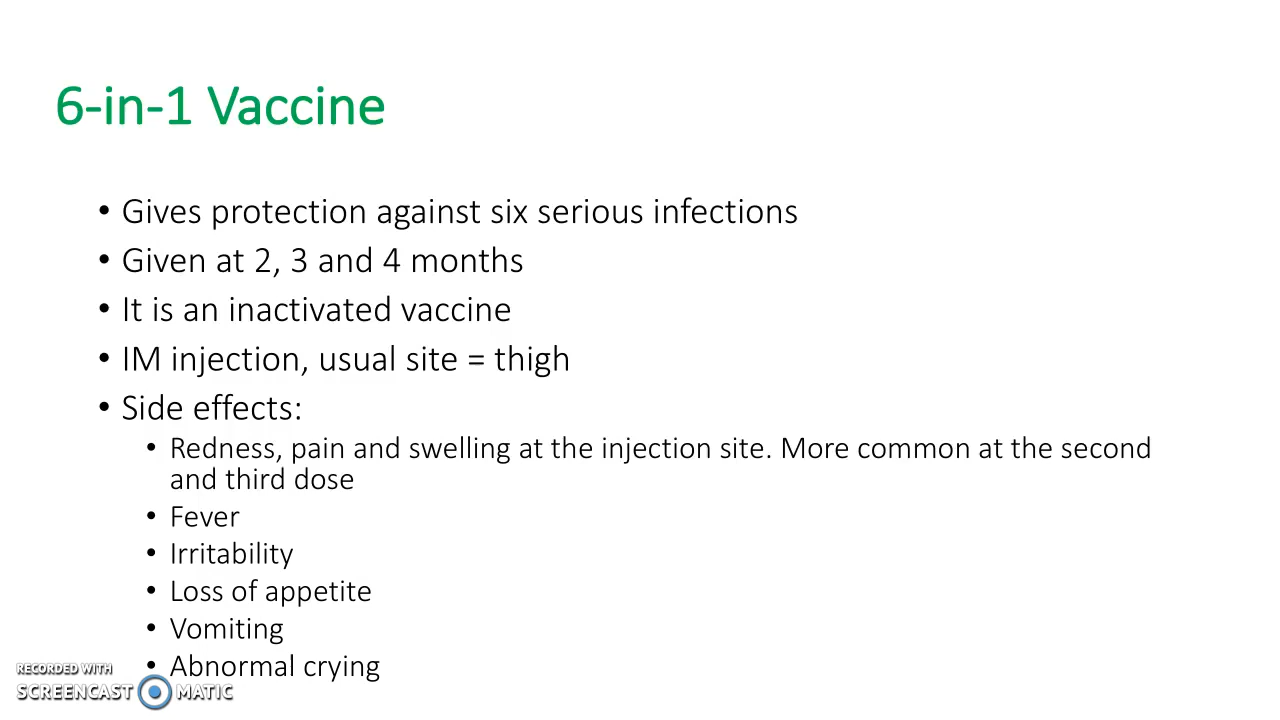 6-in-1 Vaccine
• Gives protection against six serious infections
• Given at 2, 3 and 4 months
• It is an inactivated vaccine
• IM injection, usual site = thigh
• Side effects:
• Redness, pain and swelling at the injection site. More common at the second
and third dose
• Fever
• Irritability
• Loss of appetite
• Vomiting
• Abnormal crying
RECORDED WITH
SCREENCAST MATIC